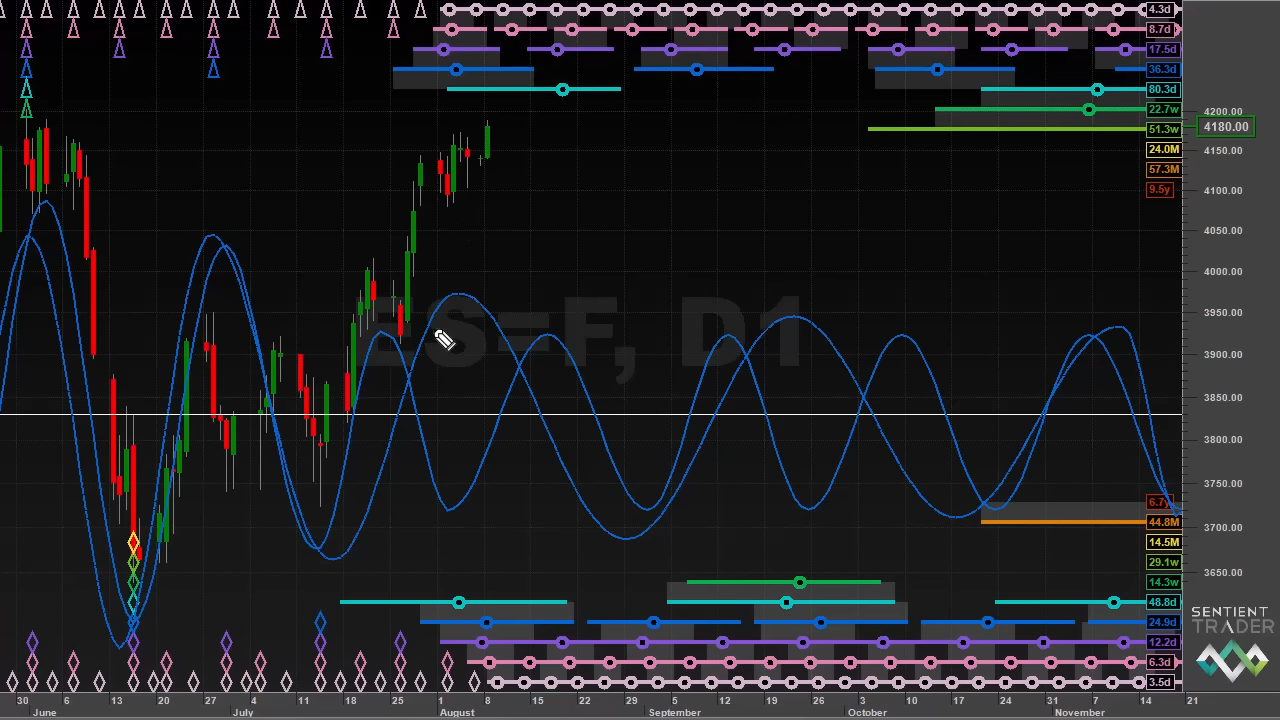 4.3d
8.7d
17.5d
36.3d
80.3d
22.7w
51.3w
24.0M
57.3M
9.5y
4200.00
4180.00
4150.00
4100.00
4050.00
4000.00
3950.00
3900.00
3850.00
3800.00
3750.00
3700.00
3650.00
ES=F, D1
6.7y
44.8M
14.5M
29.1w
14.3w
48.8d
24.9d
12.2d
6.3d
3.5d
SENTIENT
TRADER
30 6 13 20 27 4 11 18 25 1 8 15 22 29 5 12 19 26 3 10 17 24 31 7 14 21
June July August September October November